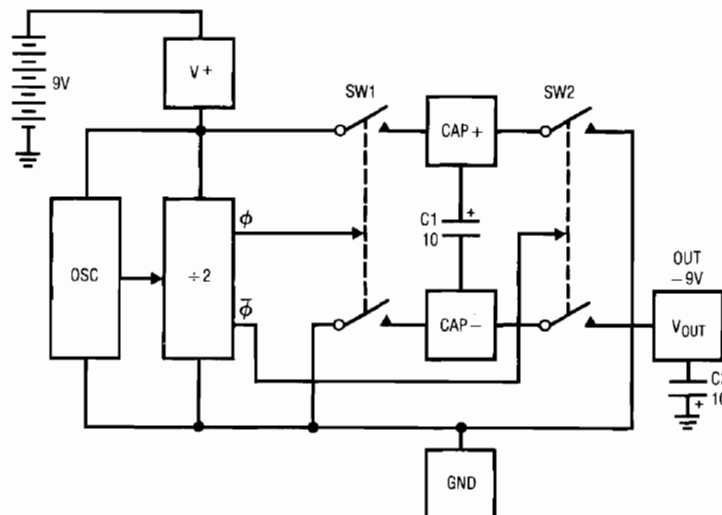 V+
9V
SW1
SW2
CAP+
φ
C1
10
+
OSC
÷2
OUT
-9V
φ̄
CAP-
VOUT
+
GND